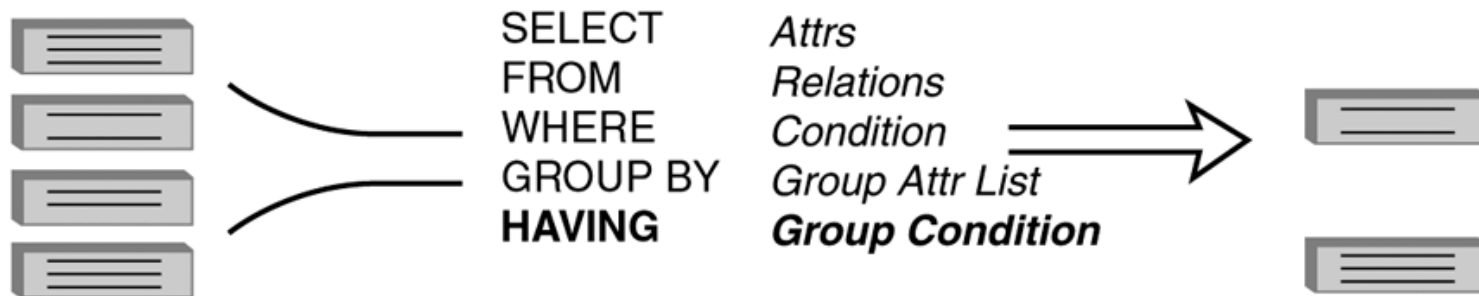 SELECT Attrs
FROM Relations
WHERE Condition
GROUP BY Group Attr List
HAVING Group Condition